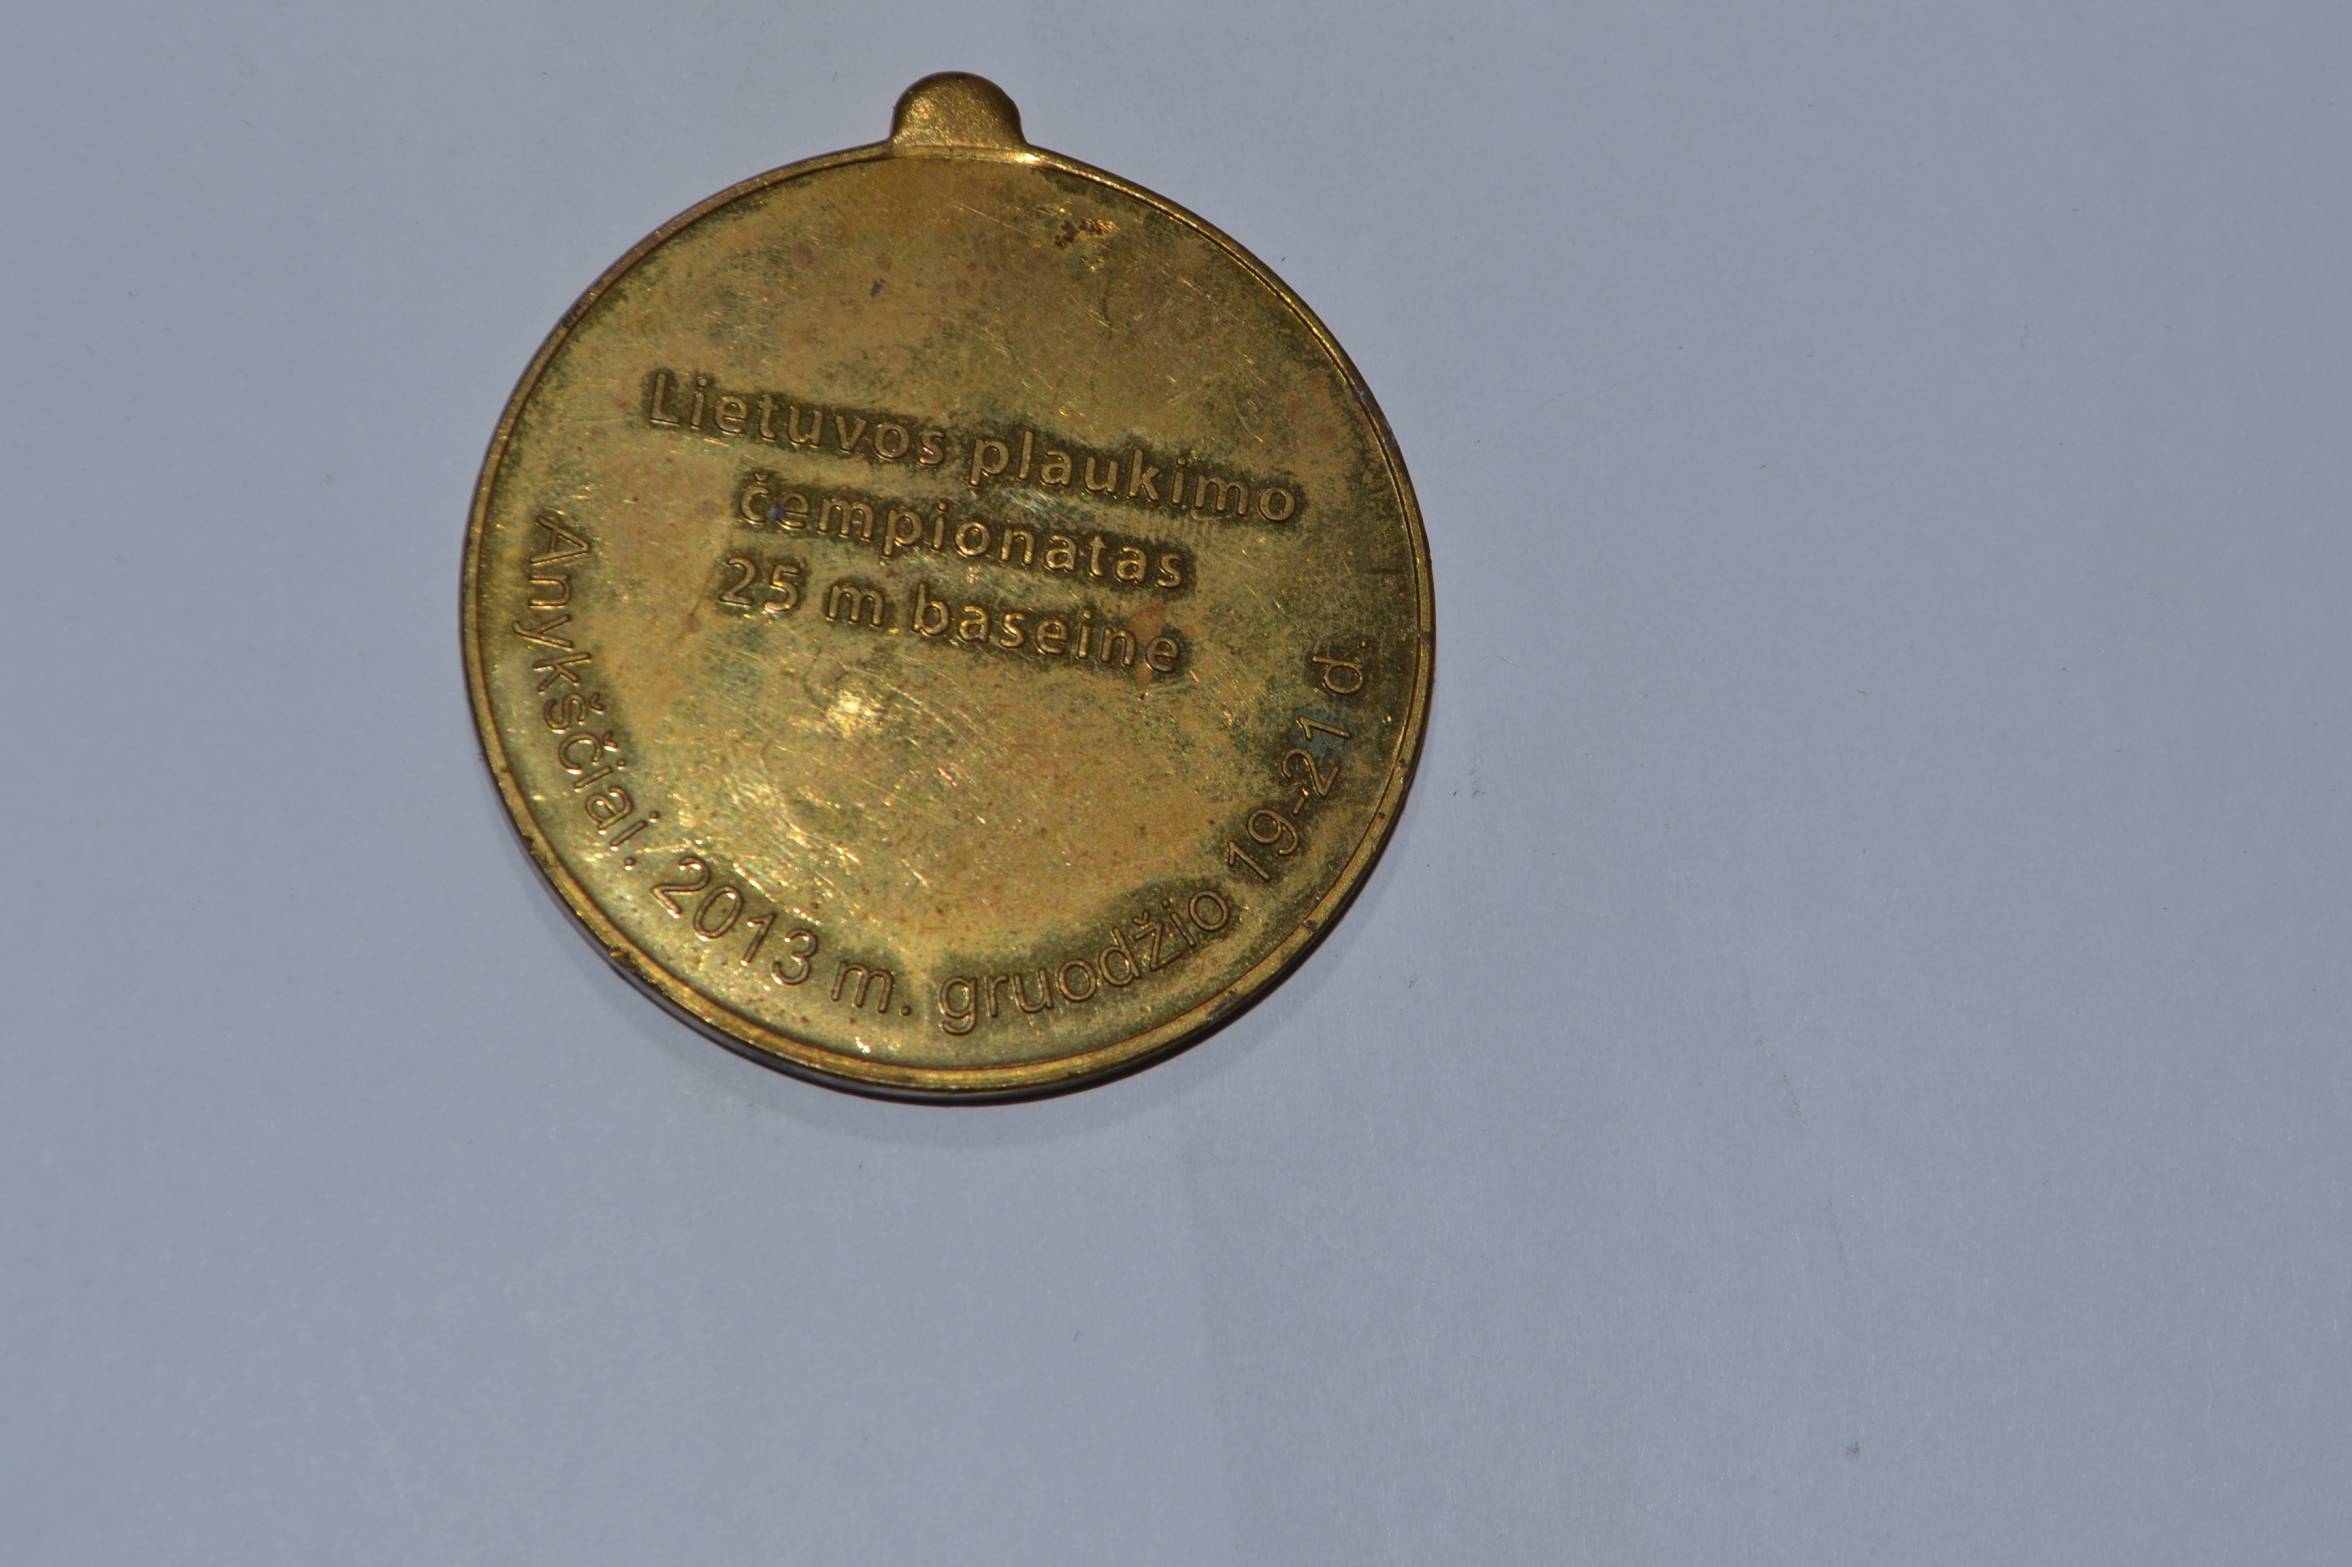 Lietuvos plaukimo
čempionatas
25 m baseine
Anykščiai. 2013 m. gruodžio 19-21 d.